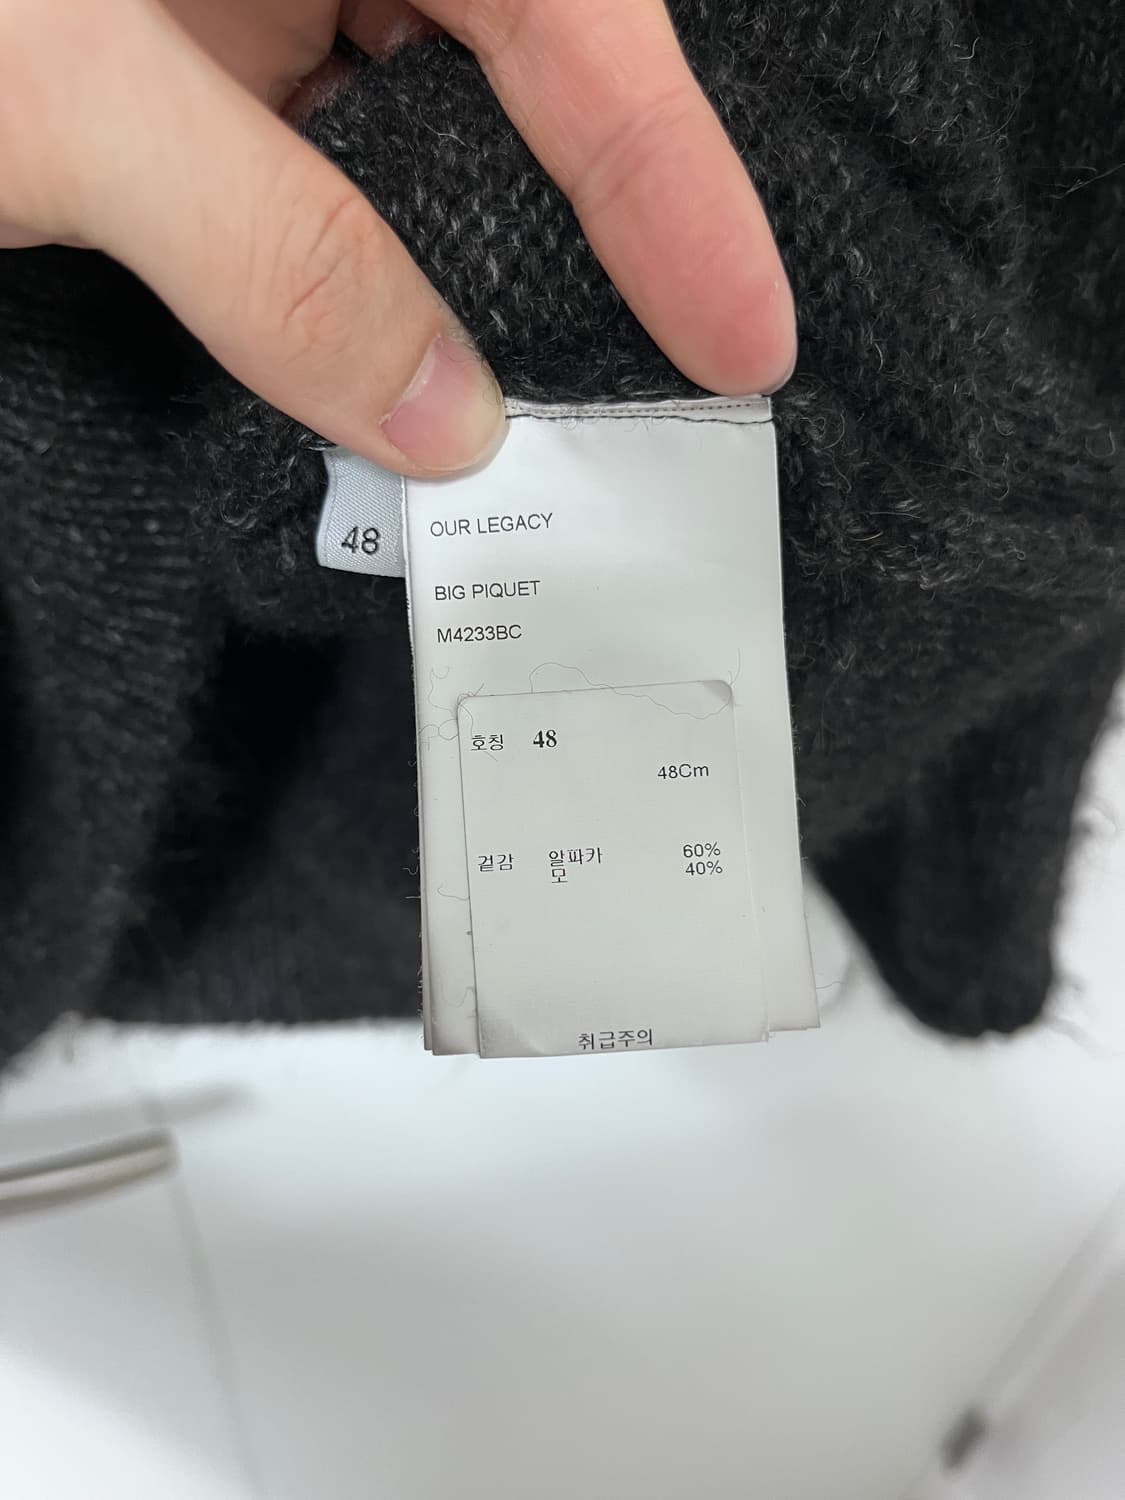 48
OUR LEGACY
BIG PIQUET
M4233BC
호칭 48
48Cm
겉감 알파카 60%
모 40%
취급주의